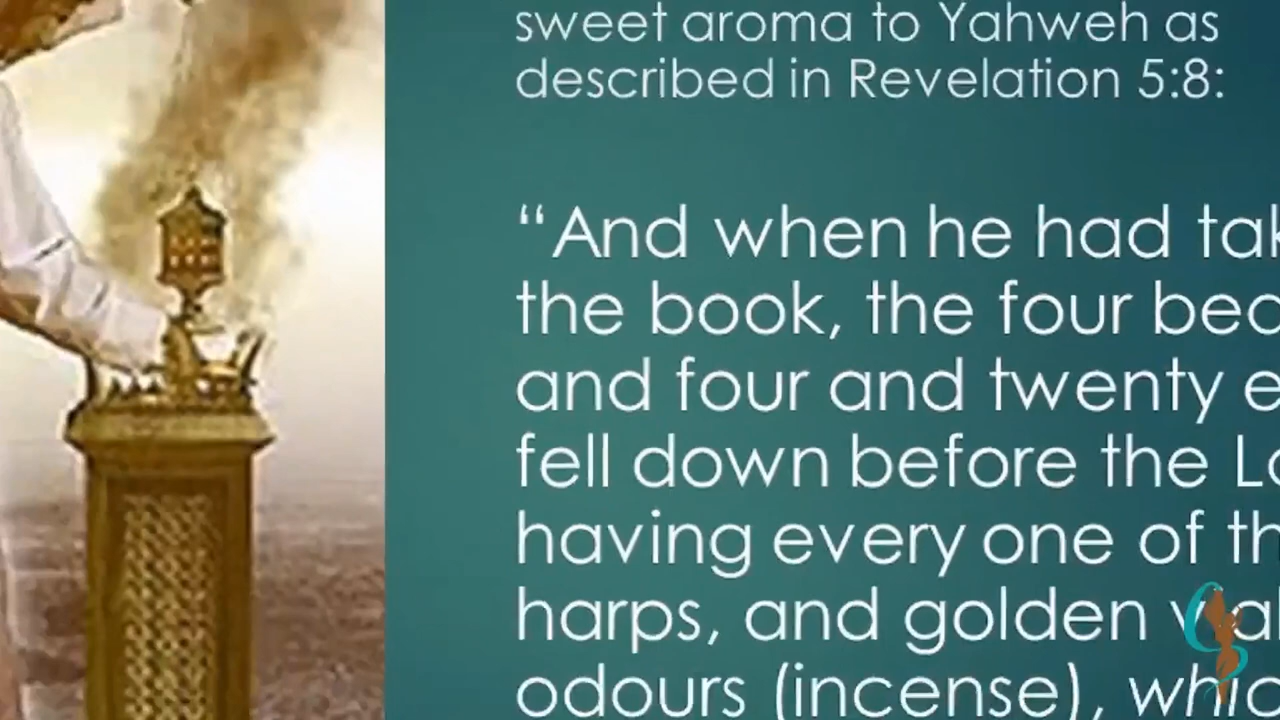 sweet aroma to Yahweh as
described in Revelation 5:8:
“And when he had tak
the book, the four bea
and four and twenty e
fell down before the La
having every one of th
harps, and golden
odours (incense), whic